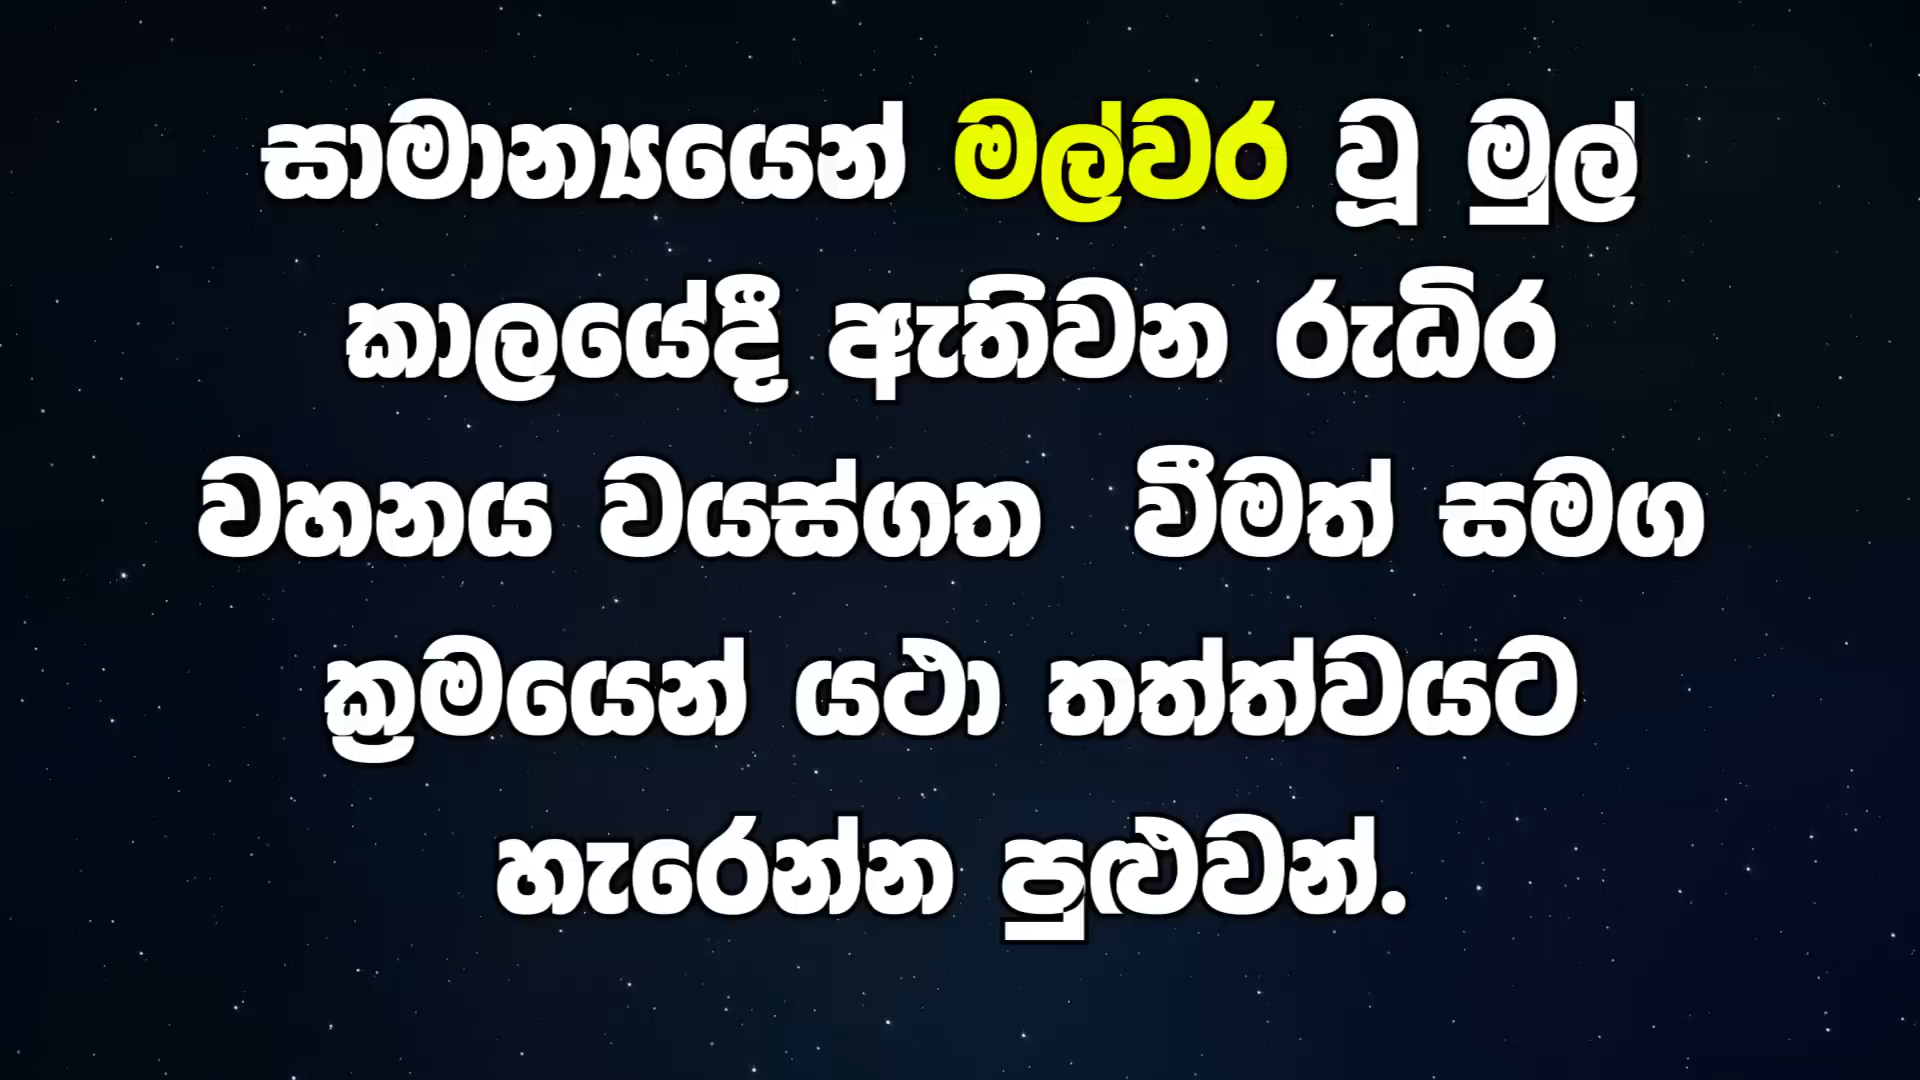 සාමාන්‍යයෙන් මල්වර වූ මුල්
කාලයේදී ඇතිවන රුධිර
වහනය වයස්ගත  වීමත් සමග
ක්‍රමයෙන් යථා තත්ත්වයට
හැරෙන්න පුළුවන්.